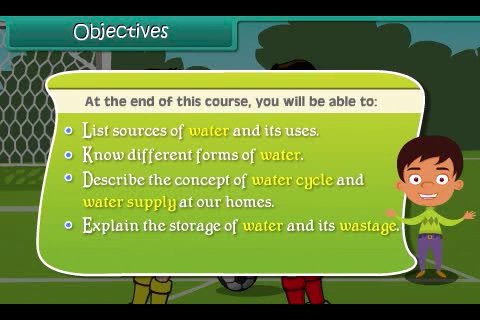 Objectives
At the end of this course, you will be able to:
List sources of water and its uses.
Know different forms of water.
Describe the concept of water cycle and
water supply at our homes.
Explain the storage of water and its wastage.